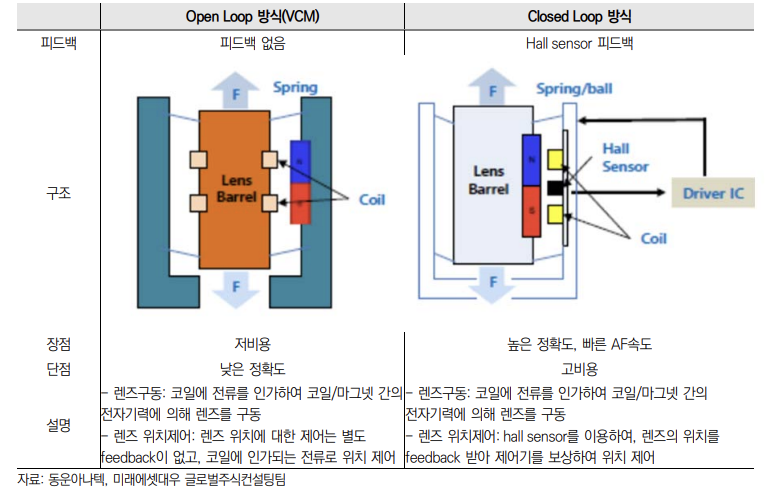 Open Loop 방식(VCM)
Closed Loop 방식
피드백
피드백 없음
Hall sensor 피드백
구조
F
Spring
N
Lens
Barrel
Coil
F
F
Spring/ball
N
Lens
Barrel
S
Hall
Sensor
Driver IC
Coil
F
장점
저비용
높은 정확도, 빠른 AF속도
단점
낮은 정확도
고비용
설명
- 렌즈구동: 코일에 전류를 인가하여 코일/마그넷 간의
전자기력에 의해 렌즈를 구동
- 렌즈 위치제어: 렌즈 위치에 대한 제어는 별도
feedback이 없고, 코일에 인가되는 전류로 위치 제어
- 렌즈구동: 코일에 전류를 인가하여 코일/마그넷 간의
전자기력에 의해 렌즈를 구동
- 렌즈 위치제어: hall sensor를 이용하여, 렌즈의 위치를
feedback 받아 제어기를 보상하여 위치 제어
자료: 동운아나텍, 미래에셋대우 글로벌주식컨설팅팀